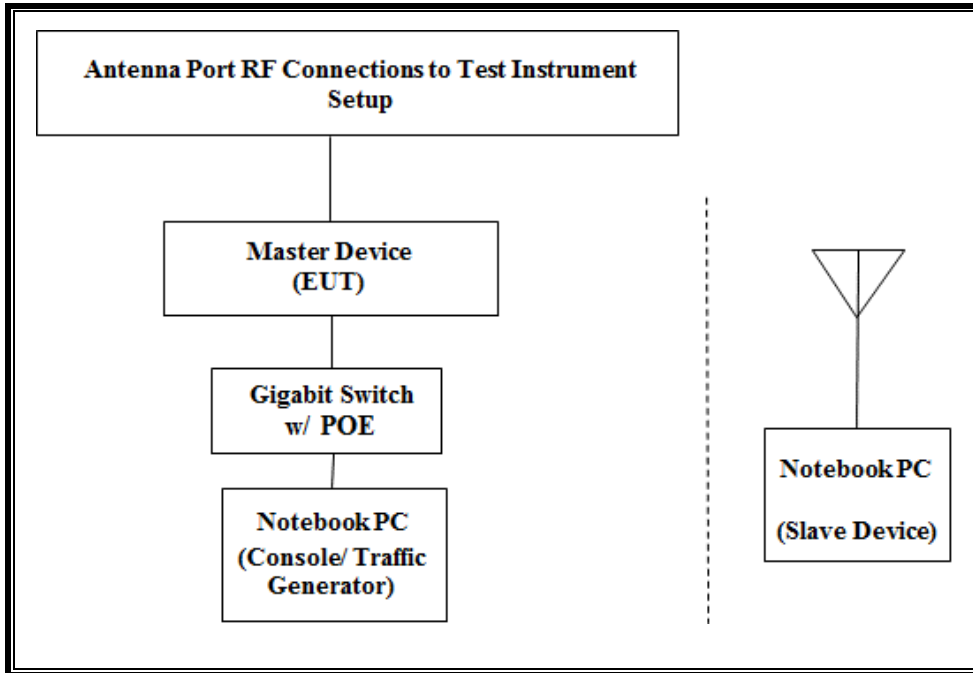 Antenna Port RF Connections to Test Instrument
Setup
Master Device
(EUT)
Gigabit Switch
w/ POE
Notebook PC
(Console/ Traffic
Generator)
Notebook PC
(Slave Device)